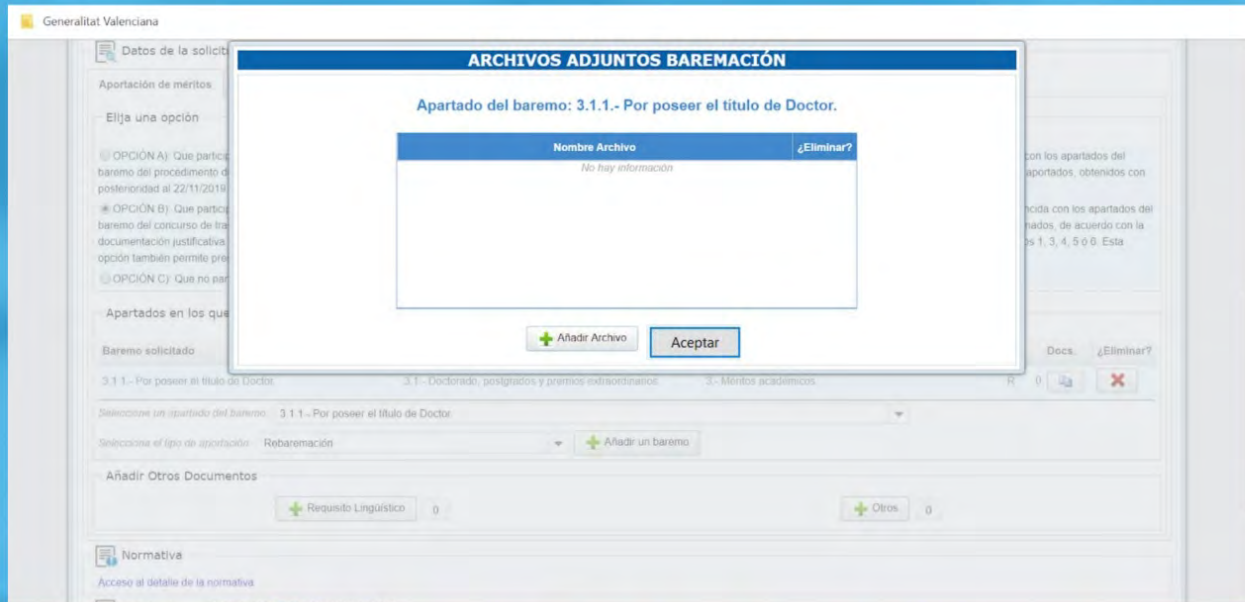 Generalitat Valenciana
Datos de la solicit
ARCHIVOS ADJUNTOS BAREMACIÓN
Aportación de méritos
Apartado del baremo: 3.1.1.- Por poseer el título de Doctor.
Elija una opción
Nombre Archivo ¿Eliminar?
No hay información
OPCIÓN A): Que particip con los apartados del
baremo del procedimento d aportados, obtenidos con
posterioridad al 22/11/2019
OPCIÓN B): Que particip ncida con los apartados del
baremo del concurso de tra nados, de acuerdo con la
documentación justificativa os 1, 3, 4, 5 o 6. Esta
opción también permite pre
OPCIÓN C): Que no par
Apartados en los que
Añadir Archivo Aceptar
Baremo solicitado Docs. ¿Eliminar?
3.1.1.- Por poseer el título de Doctor. 3.1.- Doctorado, postgrados y premios extraordinarios. 3.- Méritos académicos. R 0
Seleccione un apartado del baremo: 3.1.1.- Por poseer el título de Doctor.
Seleccione el tipo de aportación: Rebaremación Añadir un baremo
Añadir Otros Documentos
Requisito Lingüístico 0 Otros 0
Normativa
Acceso al detalle de la normativa